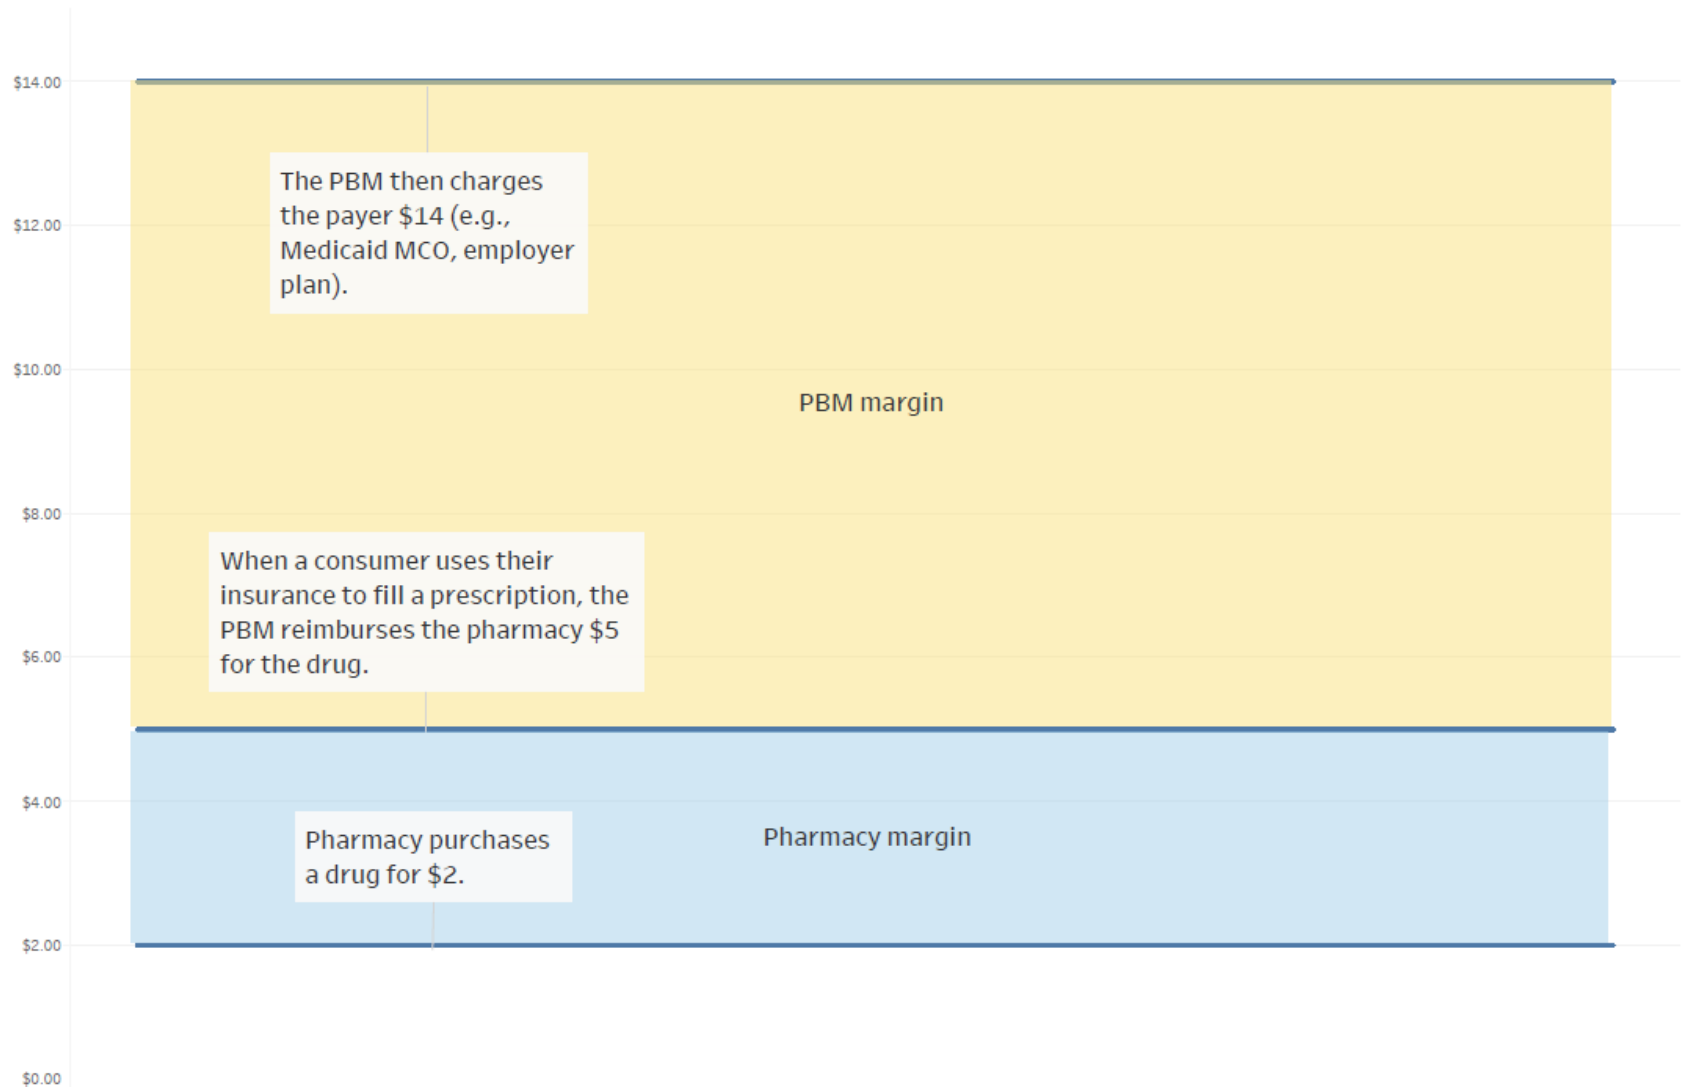 $14.00
The PBM then charges
the payer $14 (e.g.,
Medicaid MCO, employer
plan).
$12.00
$10.00
PBM margin
$8.00
When a consumer uses their
insurance to fill a prescription, the
PBM reimburses the pharmacy $5
for the drug.
$6.00
$4.00
Pharmacy purchases
a drug for $2.
Pharmacy margin
$2.00
$0.00